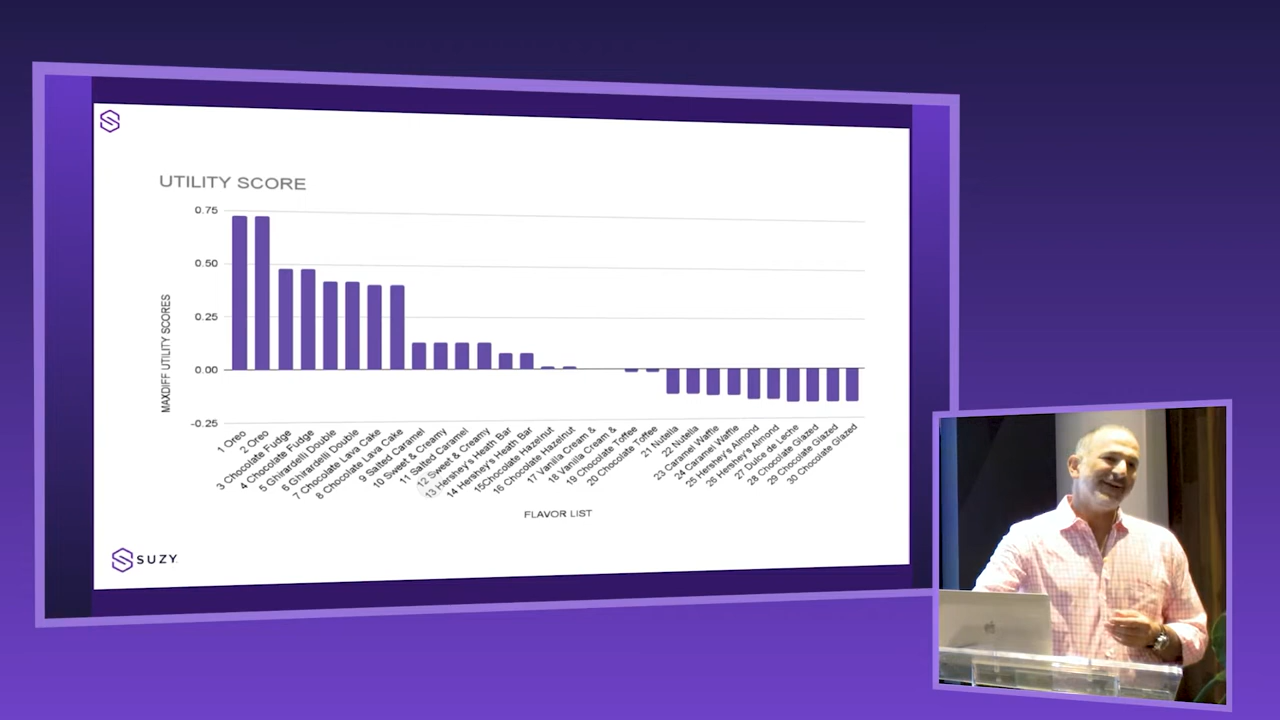 UTILITY SCORE
0.75
0.50
0.25
0.00
-0.25
MAXDIFF UTILITY SCORES
1 Oreo
2 Oreo
3 Chocolate Fudge
4 Chocolate Fudge
5 Ghirardelli Double
6 Ghirardelli Double
7 Chocolate Lava Cake
8 Chocolate Lava Cake
9 Salted Caramel
10 Sweet & Creamy
11 Salted Caramel
12 Sweet & Creamy
13 Hershey's Heath Bar
14 Hershey's Heath Bar
15Chocolate Hazelnut
16 Chocolate Hazelnut
17 Vanilla Cream &
18 Vanilla Cream &
19 Chocolate Toffee
20 Chocolate Toffee
21 Nutella
22 Nutella
23 Caramel Waffle
24 Caramel Waffle
25 Hershey's Almond
26 Hershey's Almond
27 Dulce de Leche
28 Chocolate Glazed
29 Chocolate Glazed
30 Chocolate Glazed
FLAVOR LIST
SUZY